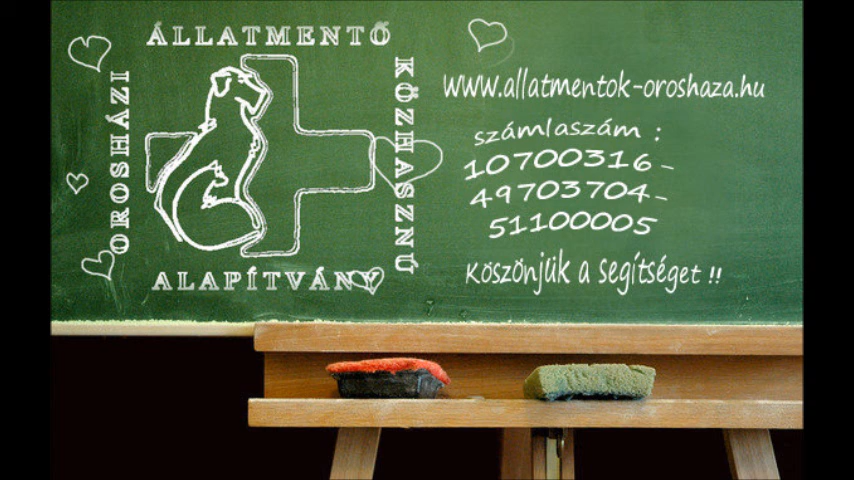 ÁLLATMENTŐ
OROSHÁZI
KÖZHASZNÚ
ALAPÍTVÁNY
www.allatmentok-oroshaza.hu
számlaszám :
10700316-
49703704-
51100005
Köszönjük a segítséget !!